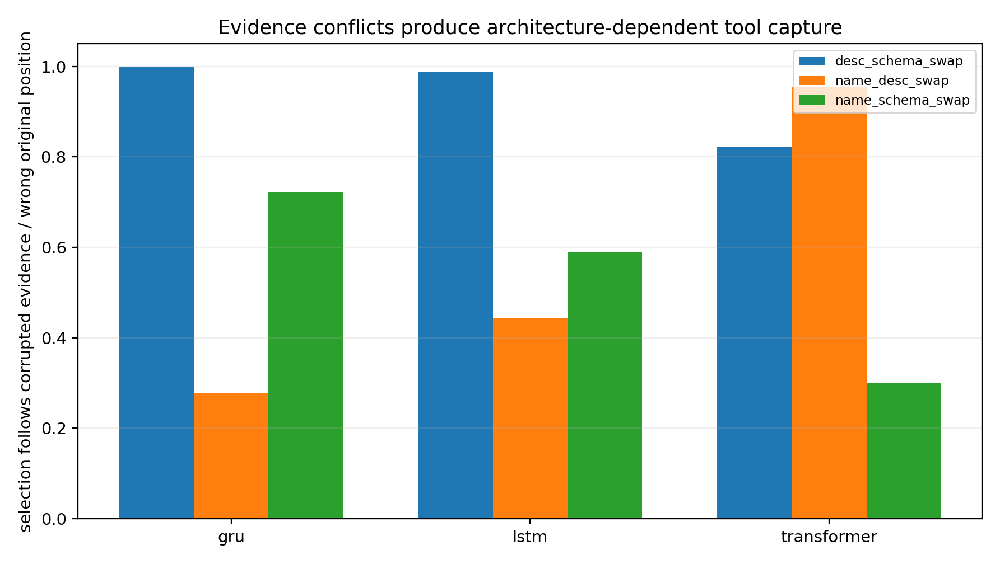 Evidence conflicts produce architecture-dependent tool capture
selection follows corrupted evidence / wrong original position
1.0
0.8
0.6
0.4
0.2
0.0
desc_schema_swap
name_desc_swap
name_schema_swap
gru
lstm
transformer